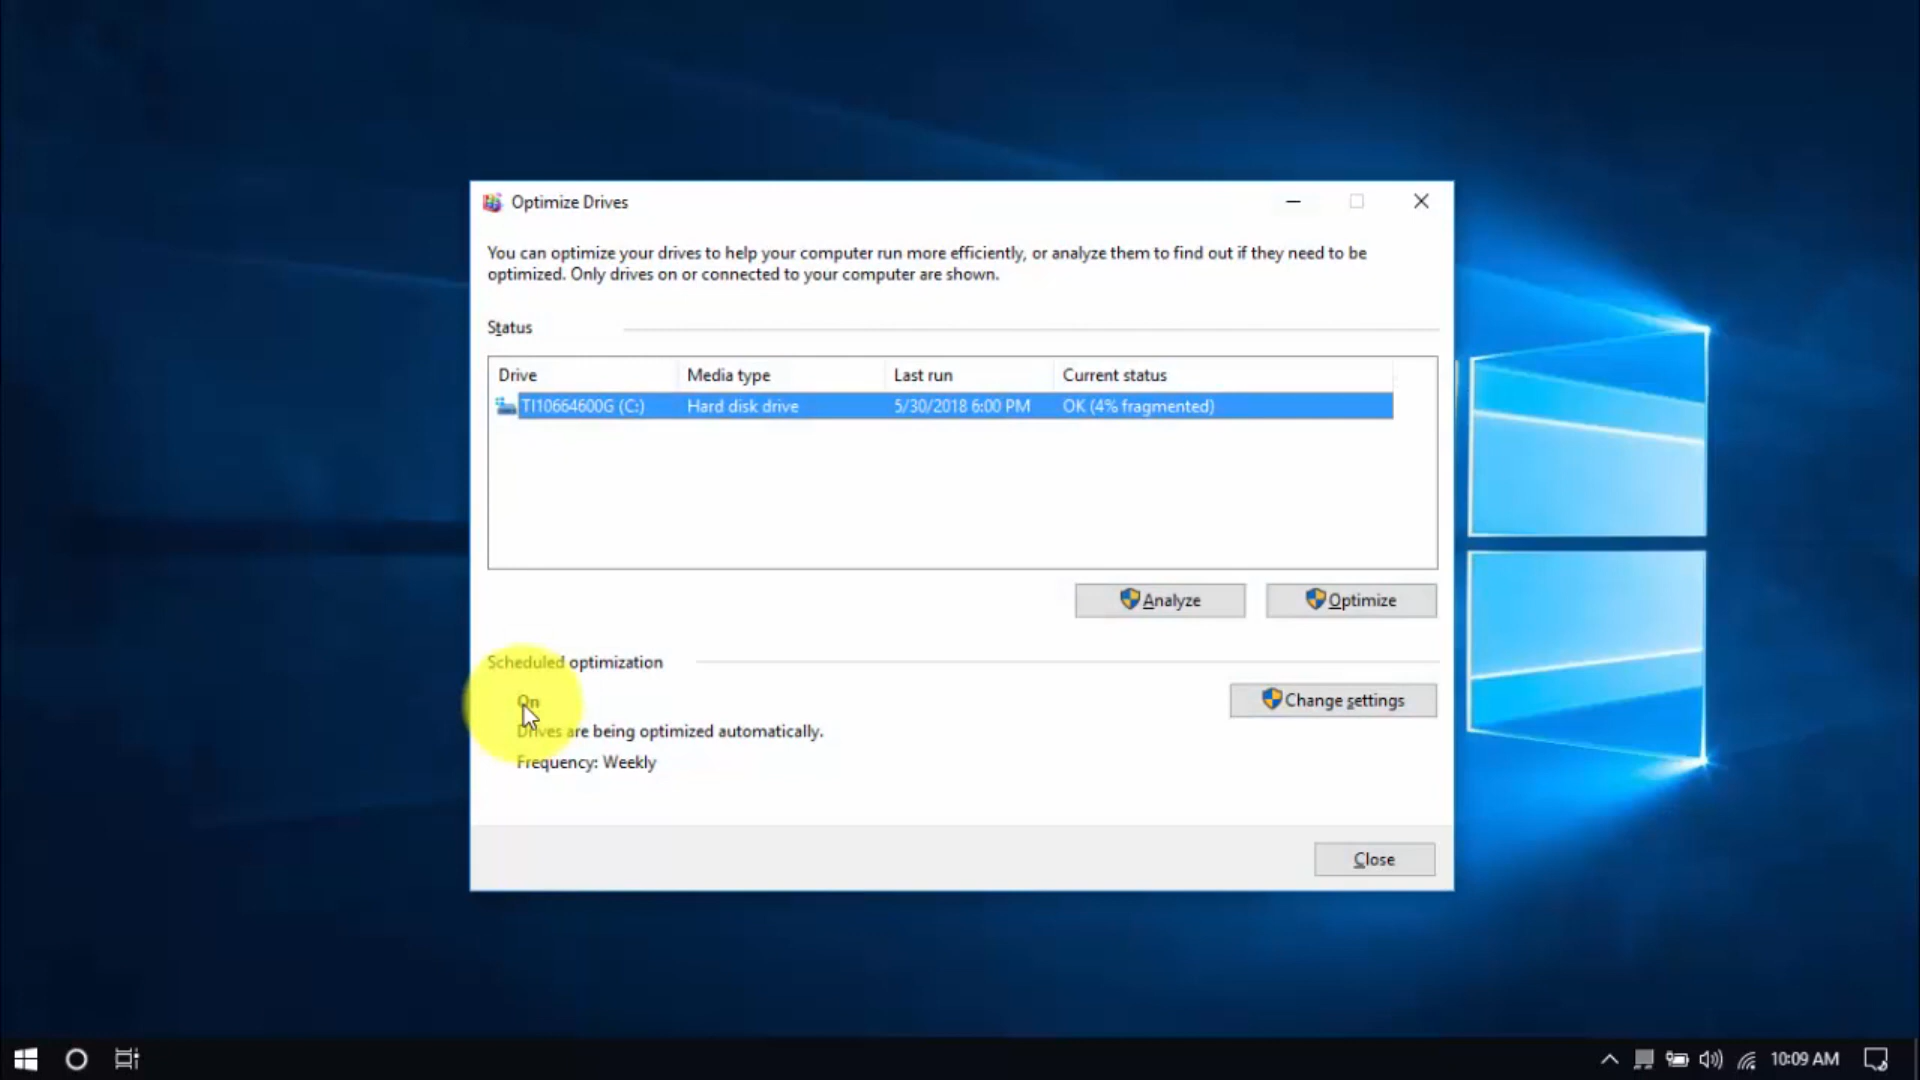 Optimize Drives
You can optimize your drives to help your computer run more efficiently, or analyze them to find out if they need to be
optimized. Only drives on or connected to your computer are shown.
Status
Drive Media type Last run Current status
TI10664600G (C:) Hard disk drive 5/30/2018 6:00 PM OK (4% fragmented)
Analyze Optimize
Scheduled optimization
On Change settings
Drives are being optimized automatically.
Frequency: Weekly
Close
10:09 AM